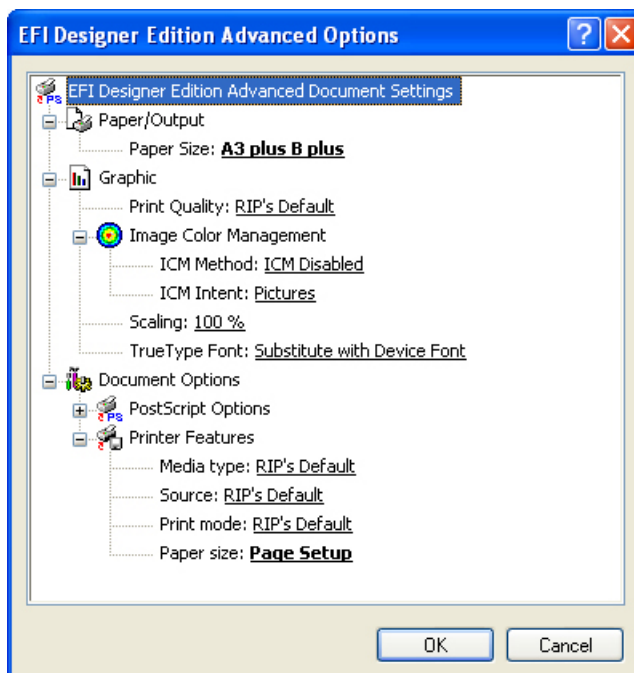 EFI Designer Edition Advanced Options
EFI Designer Edition Advanced Document Settings
Paper/Output
Paper Size: A3 plus B plus
Graphic
Print Quality: RIP's Default
Image Color Management
ICM Method: ICM Disabled
ICM Intent: Pictures
Scaling: 100 %
TrueType Font: Substitute with Device Font
Document Options
PS PostScript Options
Printer Features
Media type: RIP's Default
Source: RIP's Default
Print mode: RIP's Default
Paper size: Page Setup
OK Cancel